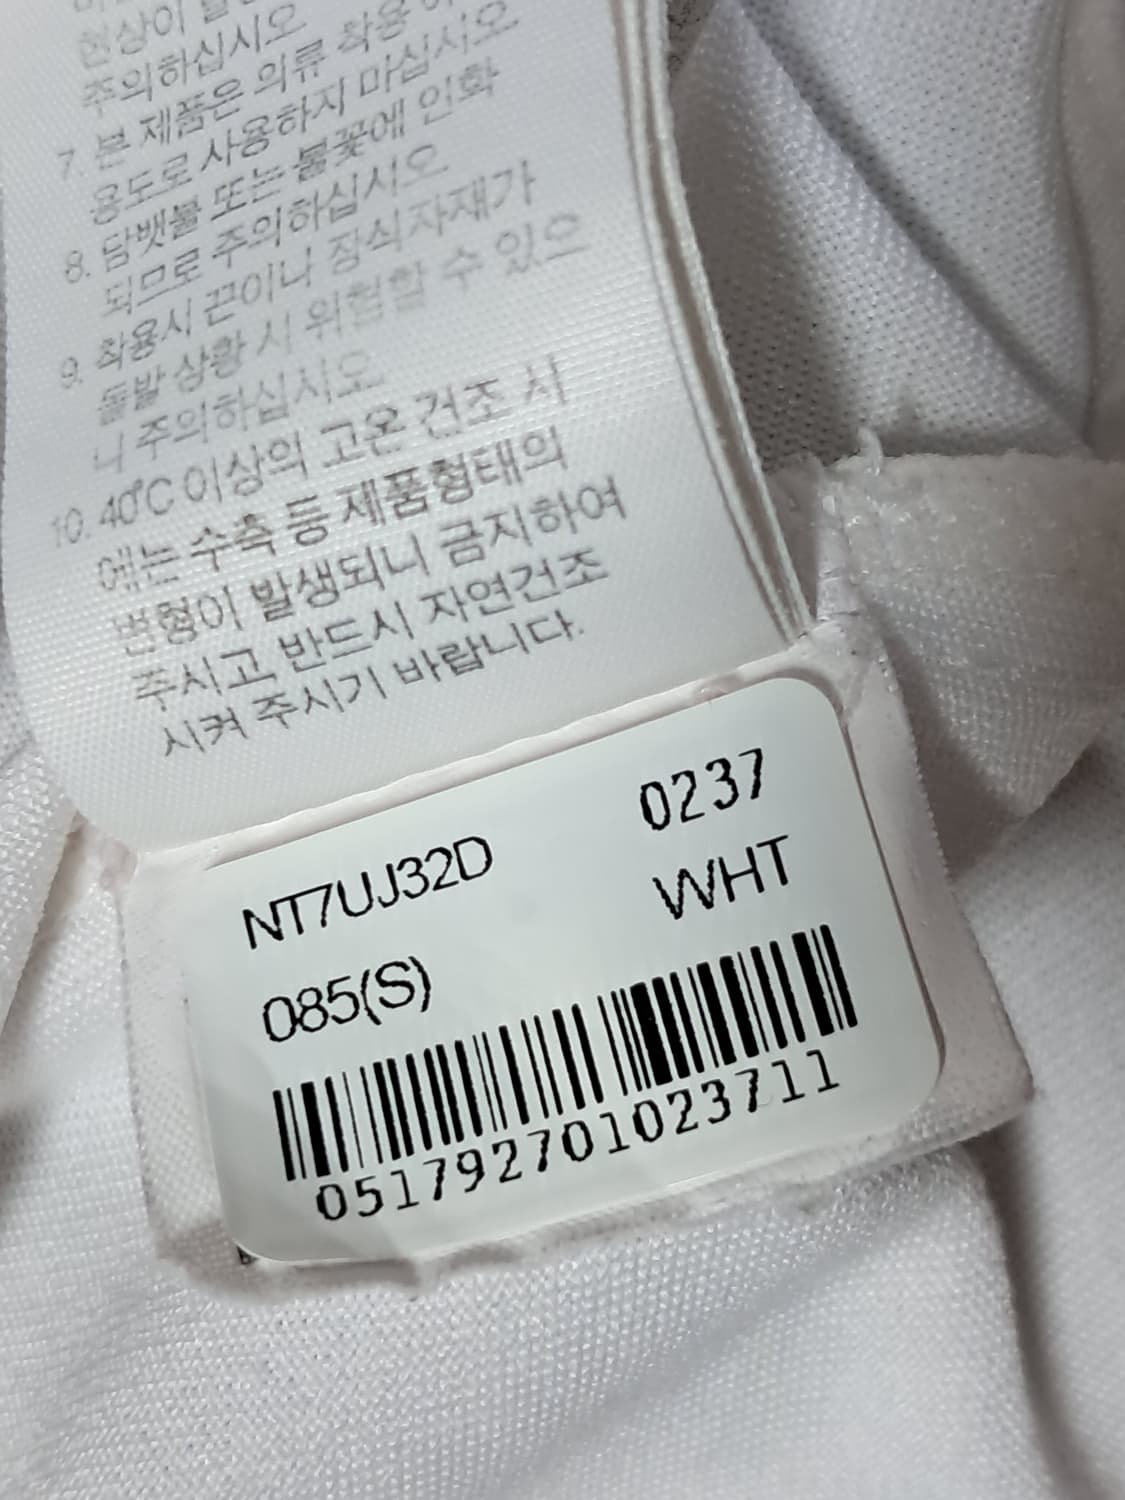 현상이
주의하십시오
7. 본 제품은 의류 착용
용도로 사용하지 마십시오
8. 담뱃불 또는 불꽃에 인화
되므로 주의하십시오
9. 착용시 끈이나 장식자재가
돌발 상황 시 위험할 수 있으
니 주의하십시오
10. 40℃ 이상의 고온 건조 시
에는 수축 등 제품형태의
변형이 발생되니 금지하여
주시고, 반드시 자연건조
시켜 주시기 바랍니다.
NT7UJ32D 0237
WHT
085(S)
051792701023711